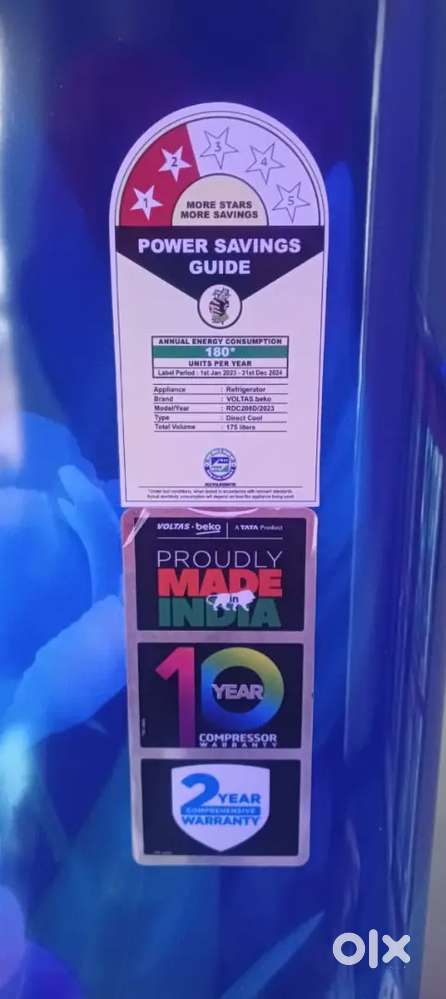 1 2 3 4 5
MORE STARS
MORE SAVINGS
POWER SAVINGS
GUIDE
ANNUAL ENERGY CONSUMPTION
180*
UNITS PER YEAR
Label Period : 1st Jan 2023 - 31st Dec 2024
Appliance : Refrigerator
Brand : VOLTAS.beko
Model/Year : RDC208D/2023
Type : Direct Cool
Total Volume : 175 liters
VOLTAS · beko | A TATA Product
PROUDLY
MADE
in
INDIA
10
YEAR
COMPRESSOR
WARRANTY
2 YEAR
COMPREHENSIVE
WARRANTY
olx